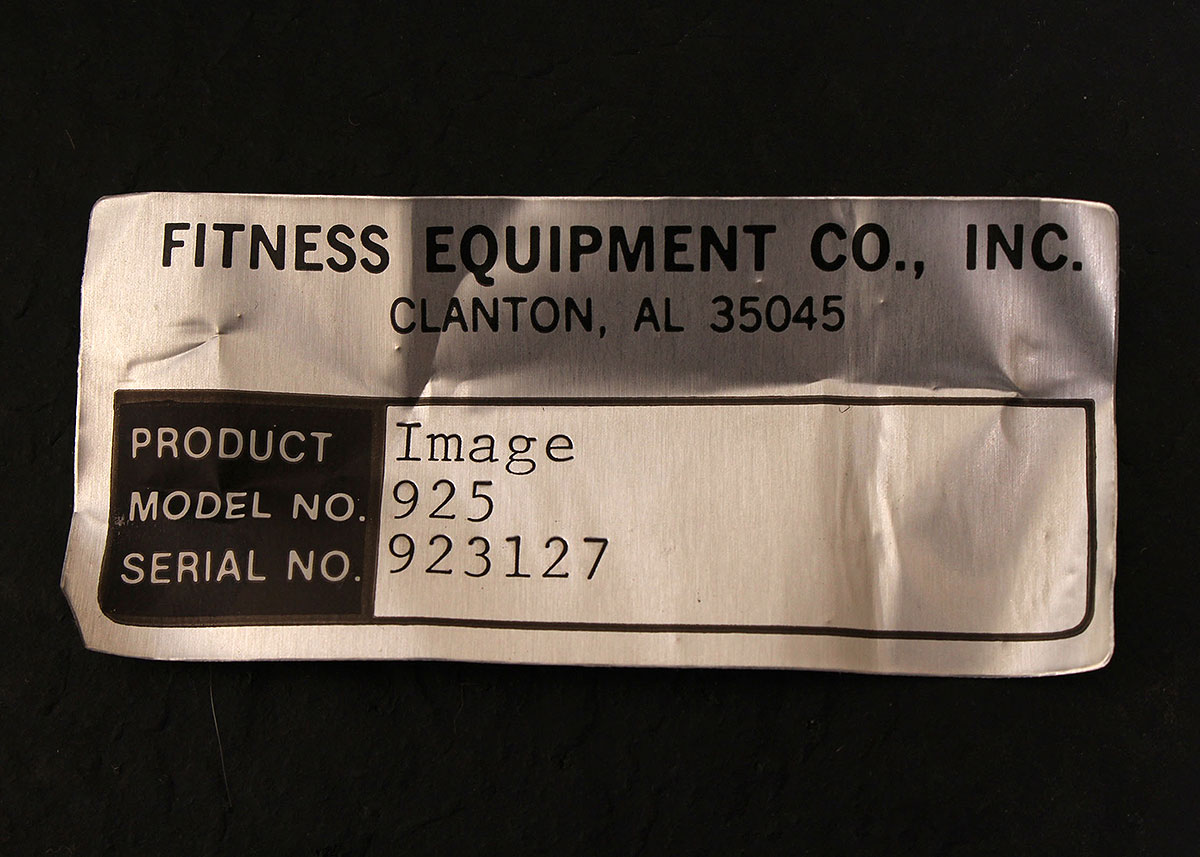 FITNESS EQUIPMENT CO., INC.
CLANTON, AL 35045
PRODUCT Image
MODEL NO. 925
SERIAL NO. 923127